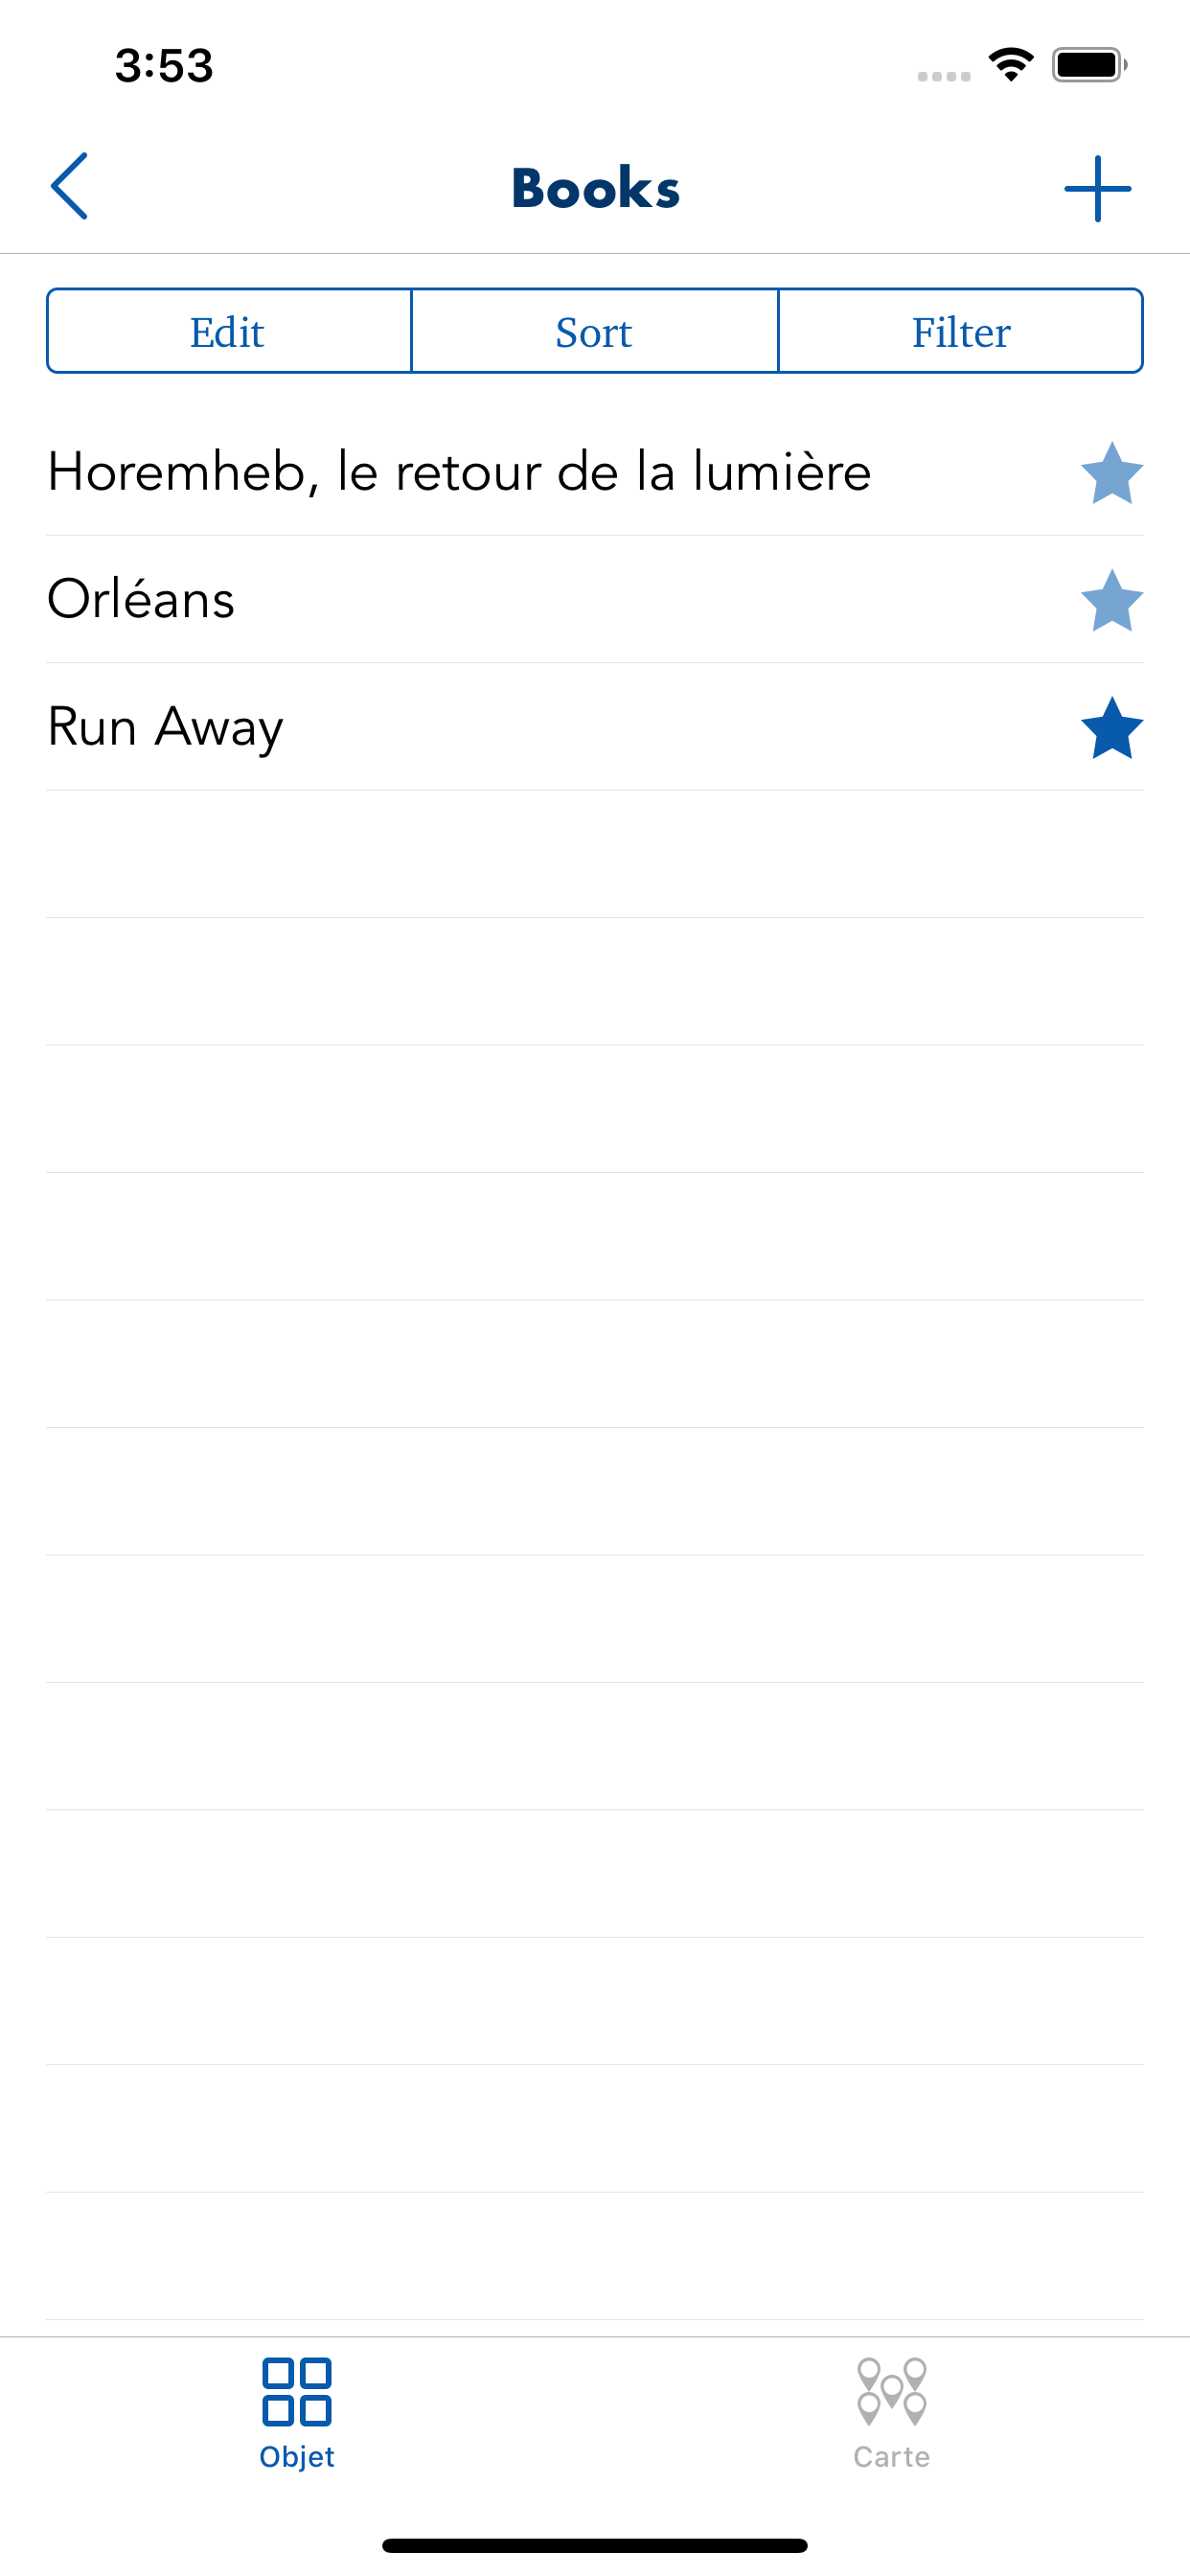 3:53
Books
Edit
Sort
Filter
Horemheb, le retour de la lumière
Orléans
Run Away
Objet
Carte